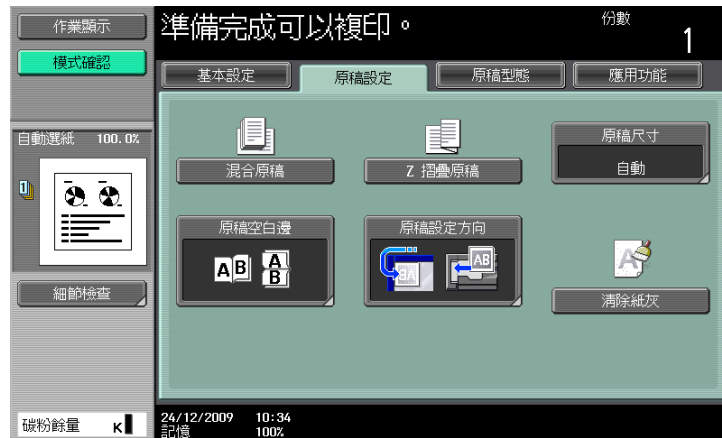 作業顯示
準備完成可以複印。
份數
1
模式確認
基本設定
原稿設定
原稿型態
應用功能
自動選紙 100.0%
混合原稿
Z 摺疊原稿
原稿尺寸
自動
原稿空白邊
AB
A
B
原稿設定方向
AB
AB
細節檢查
清除紙灰
A
碳粉餘量 K
24/12/2009 10:34
記憶 100%